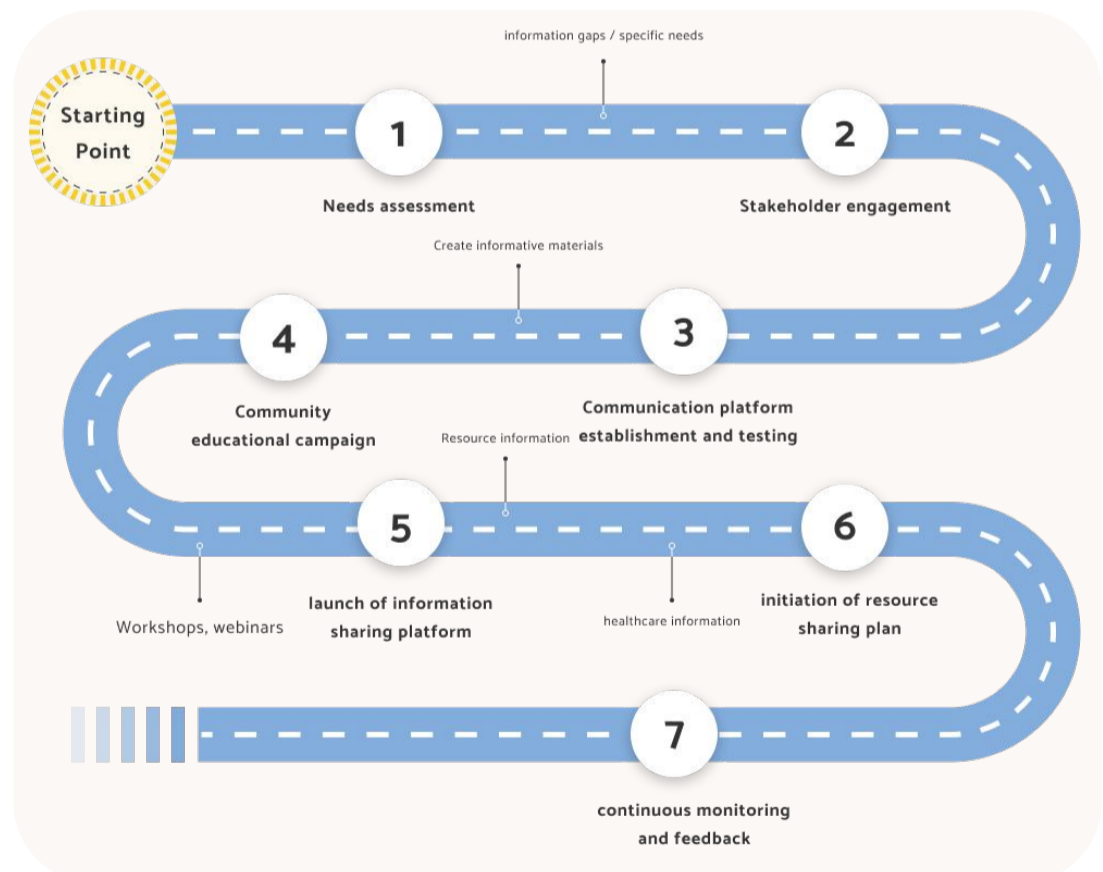 information gaps / specific needs
Starting
Point
1
2
Needs assessment
Stakeholder engagement
Create informative materials
4
3
Community
educational campaign
Communication platform
establishment and testing
Resource information
5
6
Workshops, webinars
launch of information
sharing platform
healthcare information
initiation of resource
sharing plan
7
continuous monitoring
and feedback